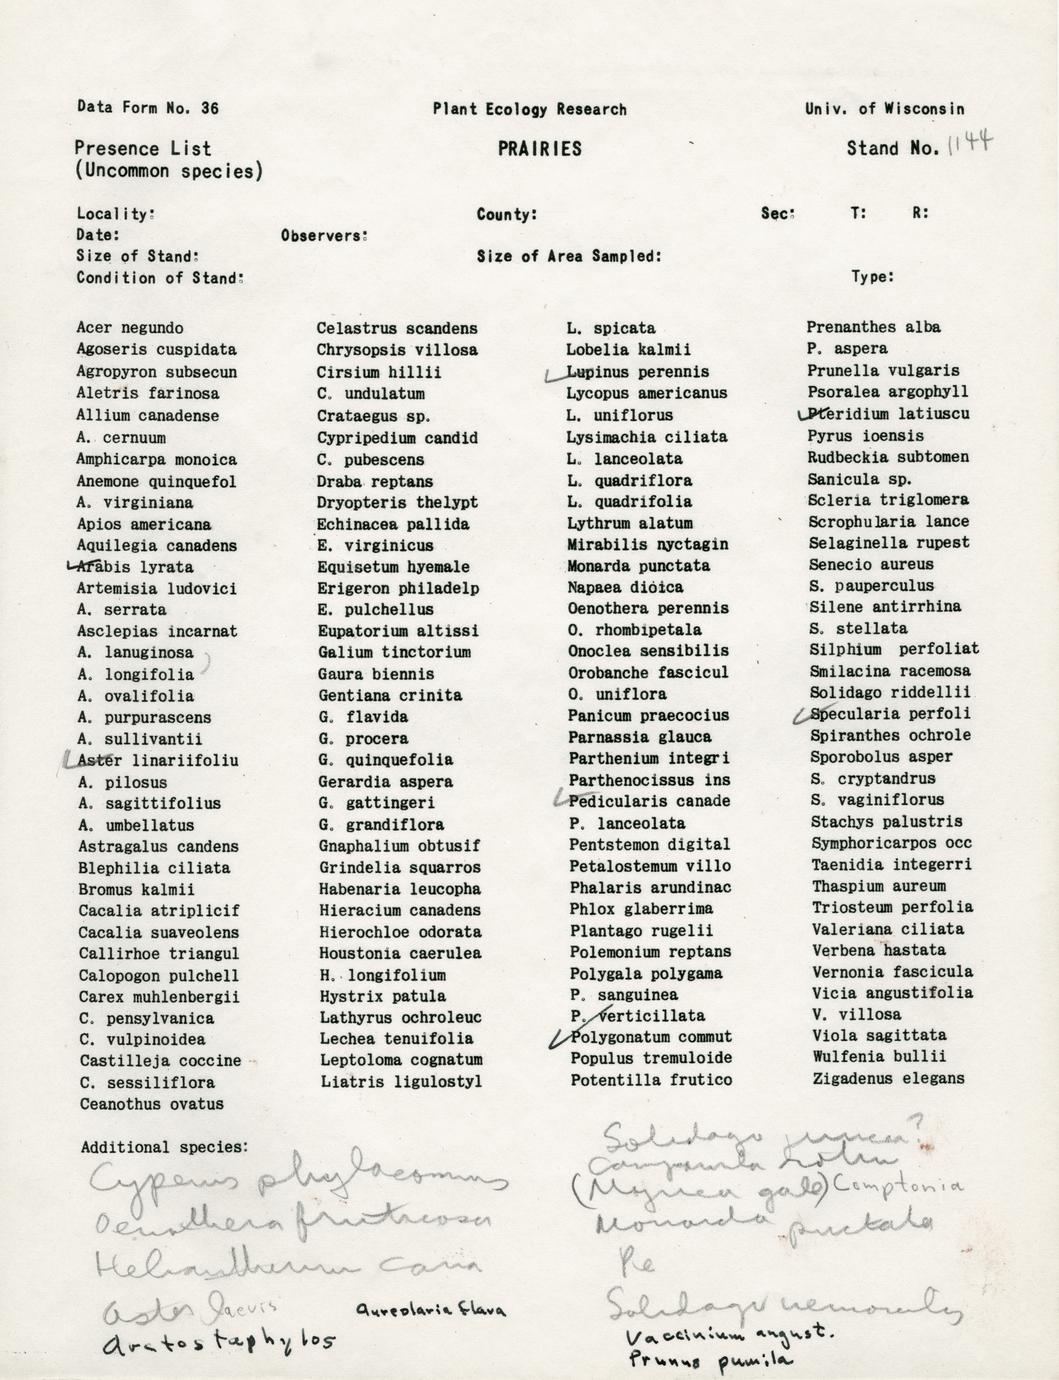 Data Form No. 36 Plant Ecology Research Univ. of Wisconsin
Presence List PRAIRIES Stand No. 1144
(Uncommon species)
Locality: County: Sec: T: R:
Date: Observers:
Size of Stand: Size of Area Sampled:
Condition of Stand: Type:
Acer negundo
Agoseris cuspidata
Agropyron subsecun
Aletris farinosa
Allium canadense
A. cernuum
Amphicarpa monoica
Anemone quinquefol
A. virginiana
Apios americana
Aquilegia canadens
Arabis lyrata
Artemisia ludovici
A. serrata
Asclepias incarnat
A. lanuginosa
A. longifolia
A. ovalifolia
A. purpurascens
A. sullivantii
Aster linariifoliu
A. pilosus
A. sagittifolius
A. umbellatus
Astragalus candens
Blephilia ciliata
Bromus kalmii
Cacalia atriplicif
Cacalia suaveolens
Callirhoe triangul
Calopogon pulchell
Carex muhlenbergii
C. pensylvanica
C. vulpinoidea
Castilleja coccine
C. sessiliflora
Ceanothus ovatus
Celastrus scandens
Chrysopsis villosa
Cirsium hillii
C. undulatum
Crataegus sp.
Cypripedium candid
C. pubescens
Draba reptans
Dryopteris thelypt
Echinacea pallida
E. virginicus
Equisetum hyemale
Erigeron philadelp
E. pulchellus
Eupatorium altissi
Galium tinctorium
Gaura biennis
Gentiana crinita
G. flavida
G. procera
G. quinquefolia
Gerardia aspera
G. gattingeri
G. grandiflora
Gnaphalium obtusif
Grindelia squarros
Habenaria leucopha
Hieracium canadens
Hierochloe odorata
Houstonia caerulea
H. longifolium
Hystrix patula
Lathyrus ochroleuc
Lechea tenuifolia
Leptoloma cognatum
Liatris ligulostyl
L. spicata
Lobelia kalmii
Lupinus perennis
Lycopus americanus
L. uniflorus
Lysimachia ciliata
L. lanceolata
L. quadriflora
L. quadrifolia
Lythrum alatum
Mirabilis nyctagin
Monarda punctata
Napaea dioica
Oenothera perennis
O. rhombipetala
Onoclea sensibilis
Orobanche fascicul
O. uniflora
Panicum praecocius
Parnassia glauca
Parthenium integri
Parthenocissus ins
Pedicularis canade
P. lanceolata
Pentstemon digital
Petalostemum villo
Phalaris arundinac
Phlox glaberrima
Plantago rugelii
Polemonium reptans
Polygala polygama
P. sanguinea
P. verticillata
Polygonatum commut
Populus tremuloide
Potentilla frutico
Prenanthes alba
P. aspera
Prunella vulgaris
Psoralea argophyll
Pteridium latiuscu
Pyrus ioensis
Rudbeckia subtomen
Sanicula sp.
Scleria triglomera
Scrophularia lance
Selaginella rupest
Senecio aureus
S. pauperculus
Silene antirrhina
S. stellata
Silphium perfoliat
Smilacina racemosa
Solidago riddellii
Specularia perfoli
Spiranthes ochrole
Sporobolus asper
S. cryptandrus
S. vaginiflorus
Stachys palustris
Symphoricarpos occ
Taenidia integerri
Thaspium aureum
Triosteum perfolia
Valeriana ciliata
Verbena hastata
Vernonia fascicula
Vicia angustifolia
V. villosa
Viola sagittata
Wulfenia bullii
Zigadenus elegans
Additional species:
Cyperus phylocomus
Oenothera fruticosa
Helianthemum cana
Aster laevis Aureolaria flava
Arctostaphylos
Solidago juncea?
Campanula rotun
(Myrica gale) Comptonia
Monarda puctata
Pe
Solidago nemoralis
Vaccinium angust.
Prunus pumila